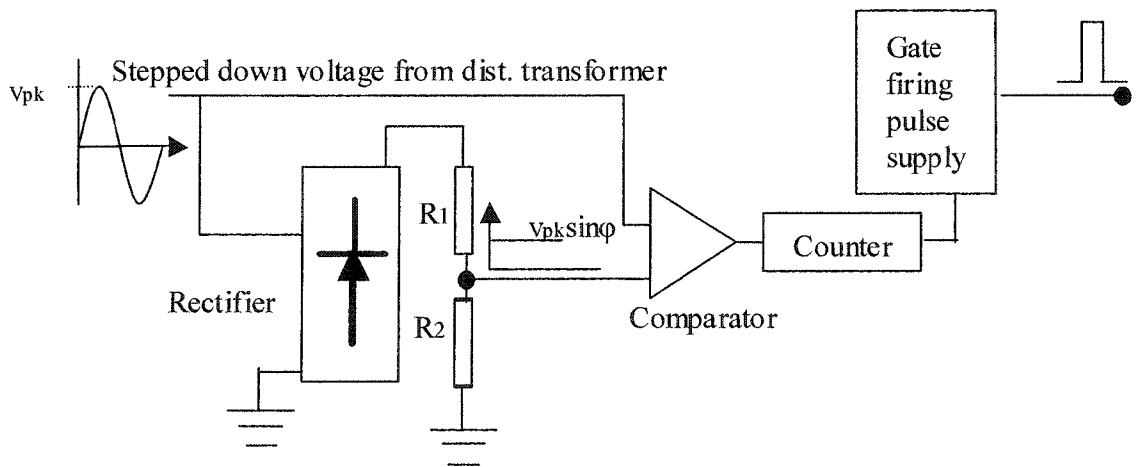 Gate
firing
pulse
supply
Stepped down voltage from dist. transformer
Vpk
R1
Vpksinφ
Counter
Rectifier
R2
Comparator